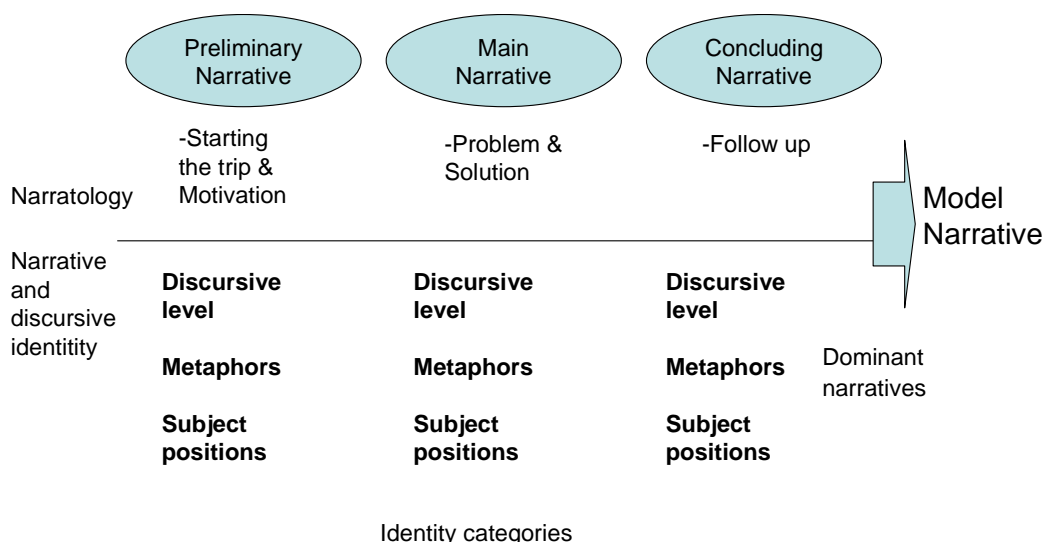 Preliminary
Narrative
Main
Narrative
Concluding
Narrative
-Starting
the trip &
Motivation
-Problem &
Solution
-Follow up
Narratology
Model
Narrative
Narrative
and
discursive
identitity
Discursive
level
Discursive
level
Discursive
level
Metaphors
Metaphors
Metaphors
Dominant
narratives
Subject
positions
Subject
positions
Subject
positions
Identity categories